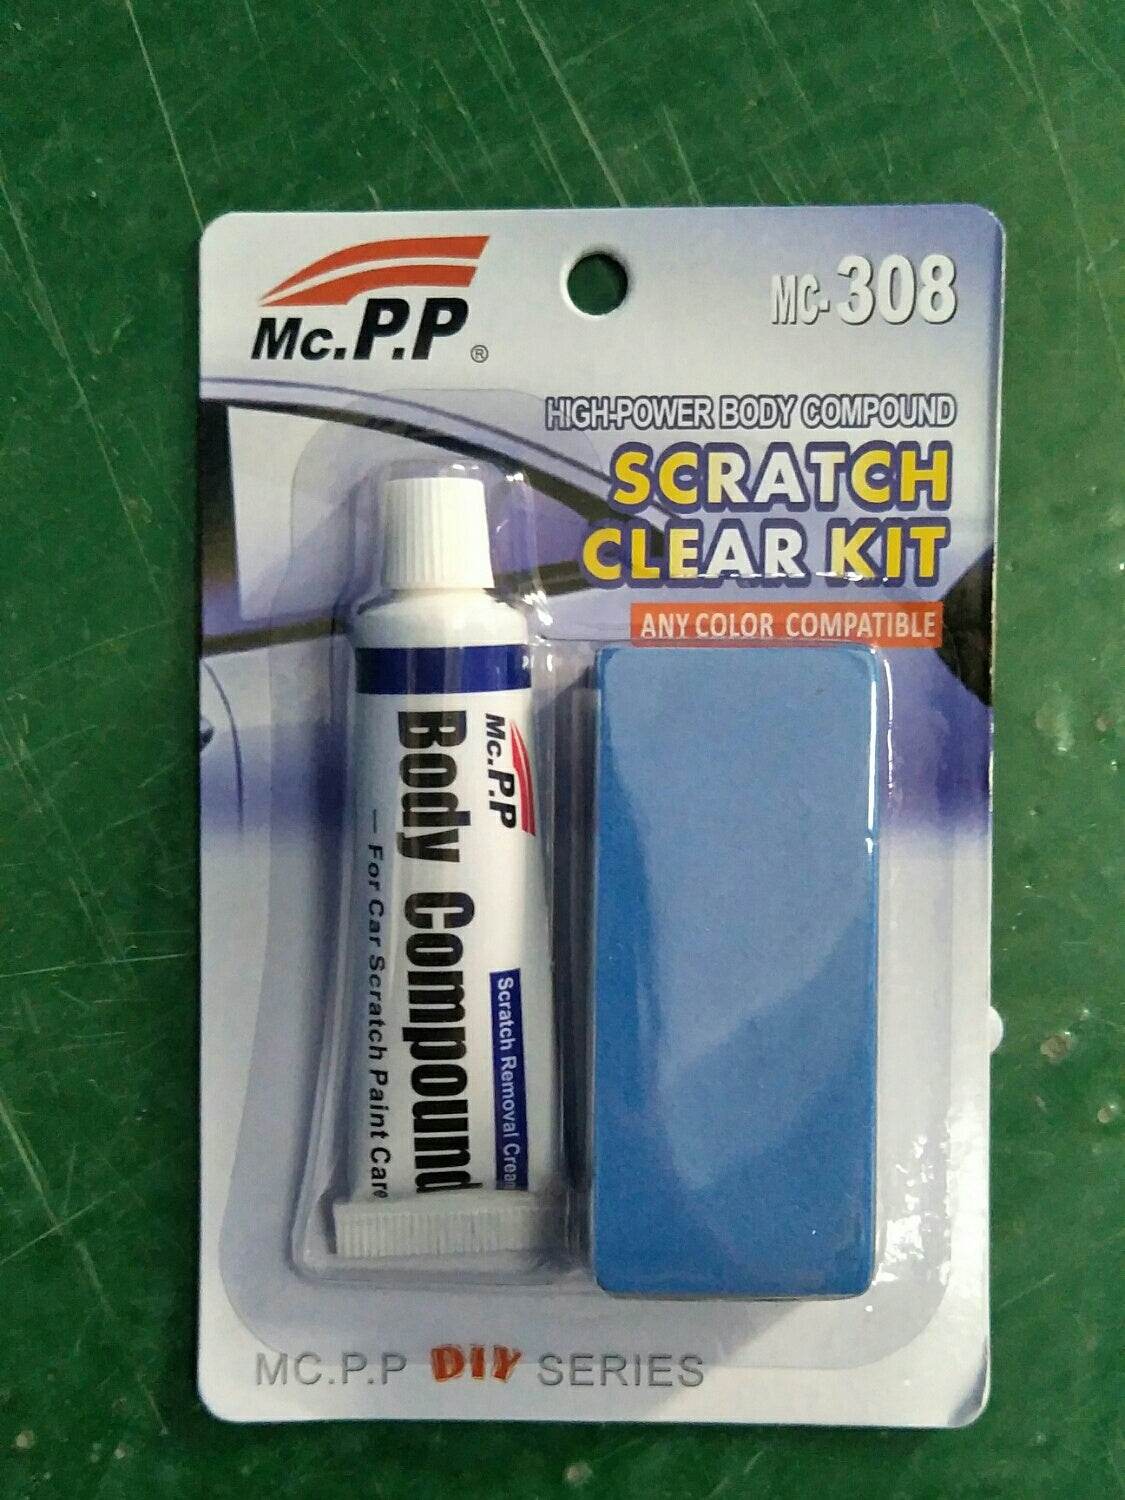 Mc.P.P ®
MC-308
HIGH-POWER BODY COMPOUND
SCRATCH
CLEAR KIT
ANY COLOR COMPATIBLE
Mc.P.P
Body Compound
Scratch Removal Cream
— For Car Scratch Paint Care
MC.P.P DIY SERIES